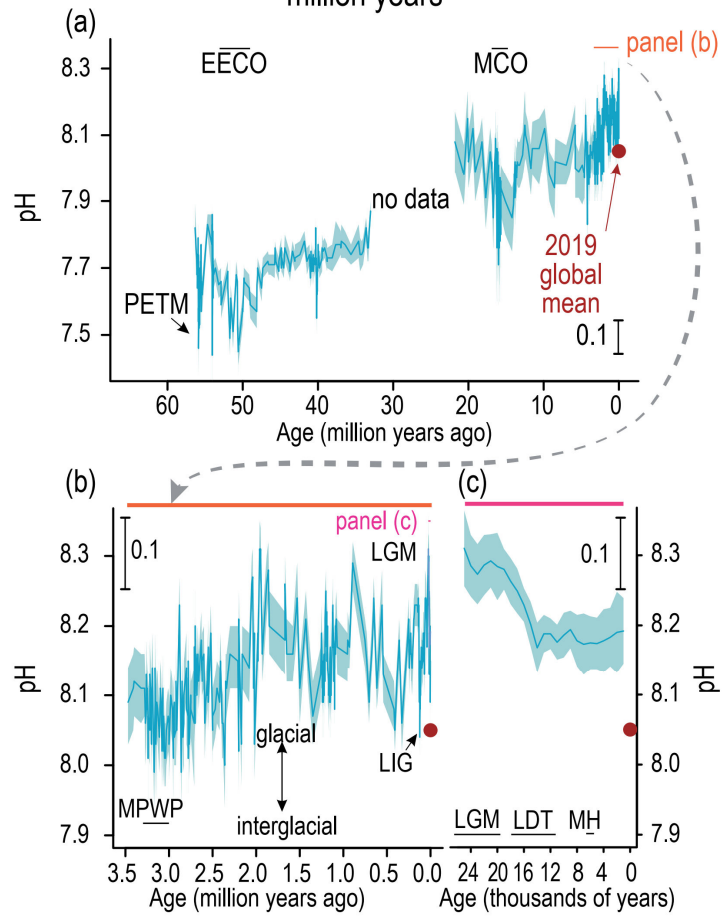 million years
(a)
EECO
MCO
panel (b)
8.3
8.1
7.9
7.7
7.5
pH
no data
PETM
2019
global
mean
0.1
60
50
40
30
20
10
0
Age (million years ago)
(b)
panel (c)
LGM
0.1
8.3
8.2
8.1
8.0
7.9
pH
glacial
interglacial
LIG
MPWP
3.5
3.0
2.5
2.0
1.5
1.0
0.5
0.0
Age (million years ago)
(c)
0.1
8.3
8.2
8.1
8.0
7.9
pH
LGM
LDT
MH
24
20
16
12
8
4
0
Age (thousands of years)